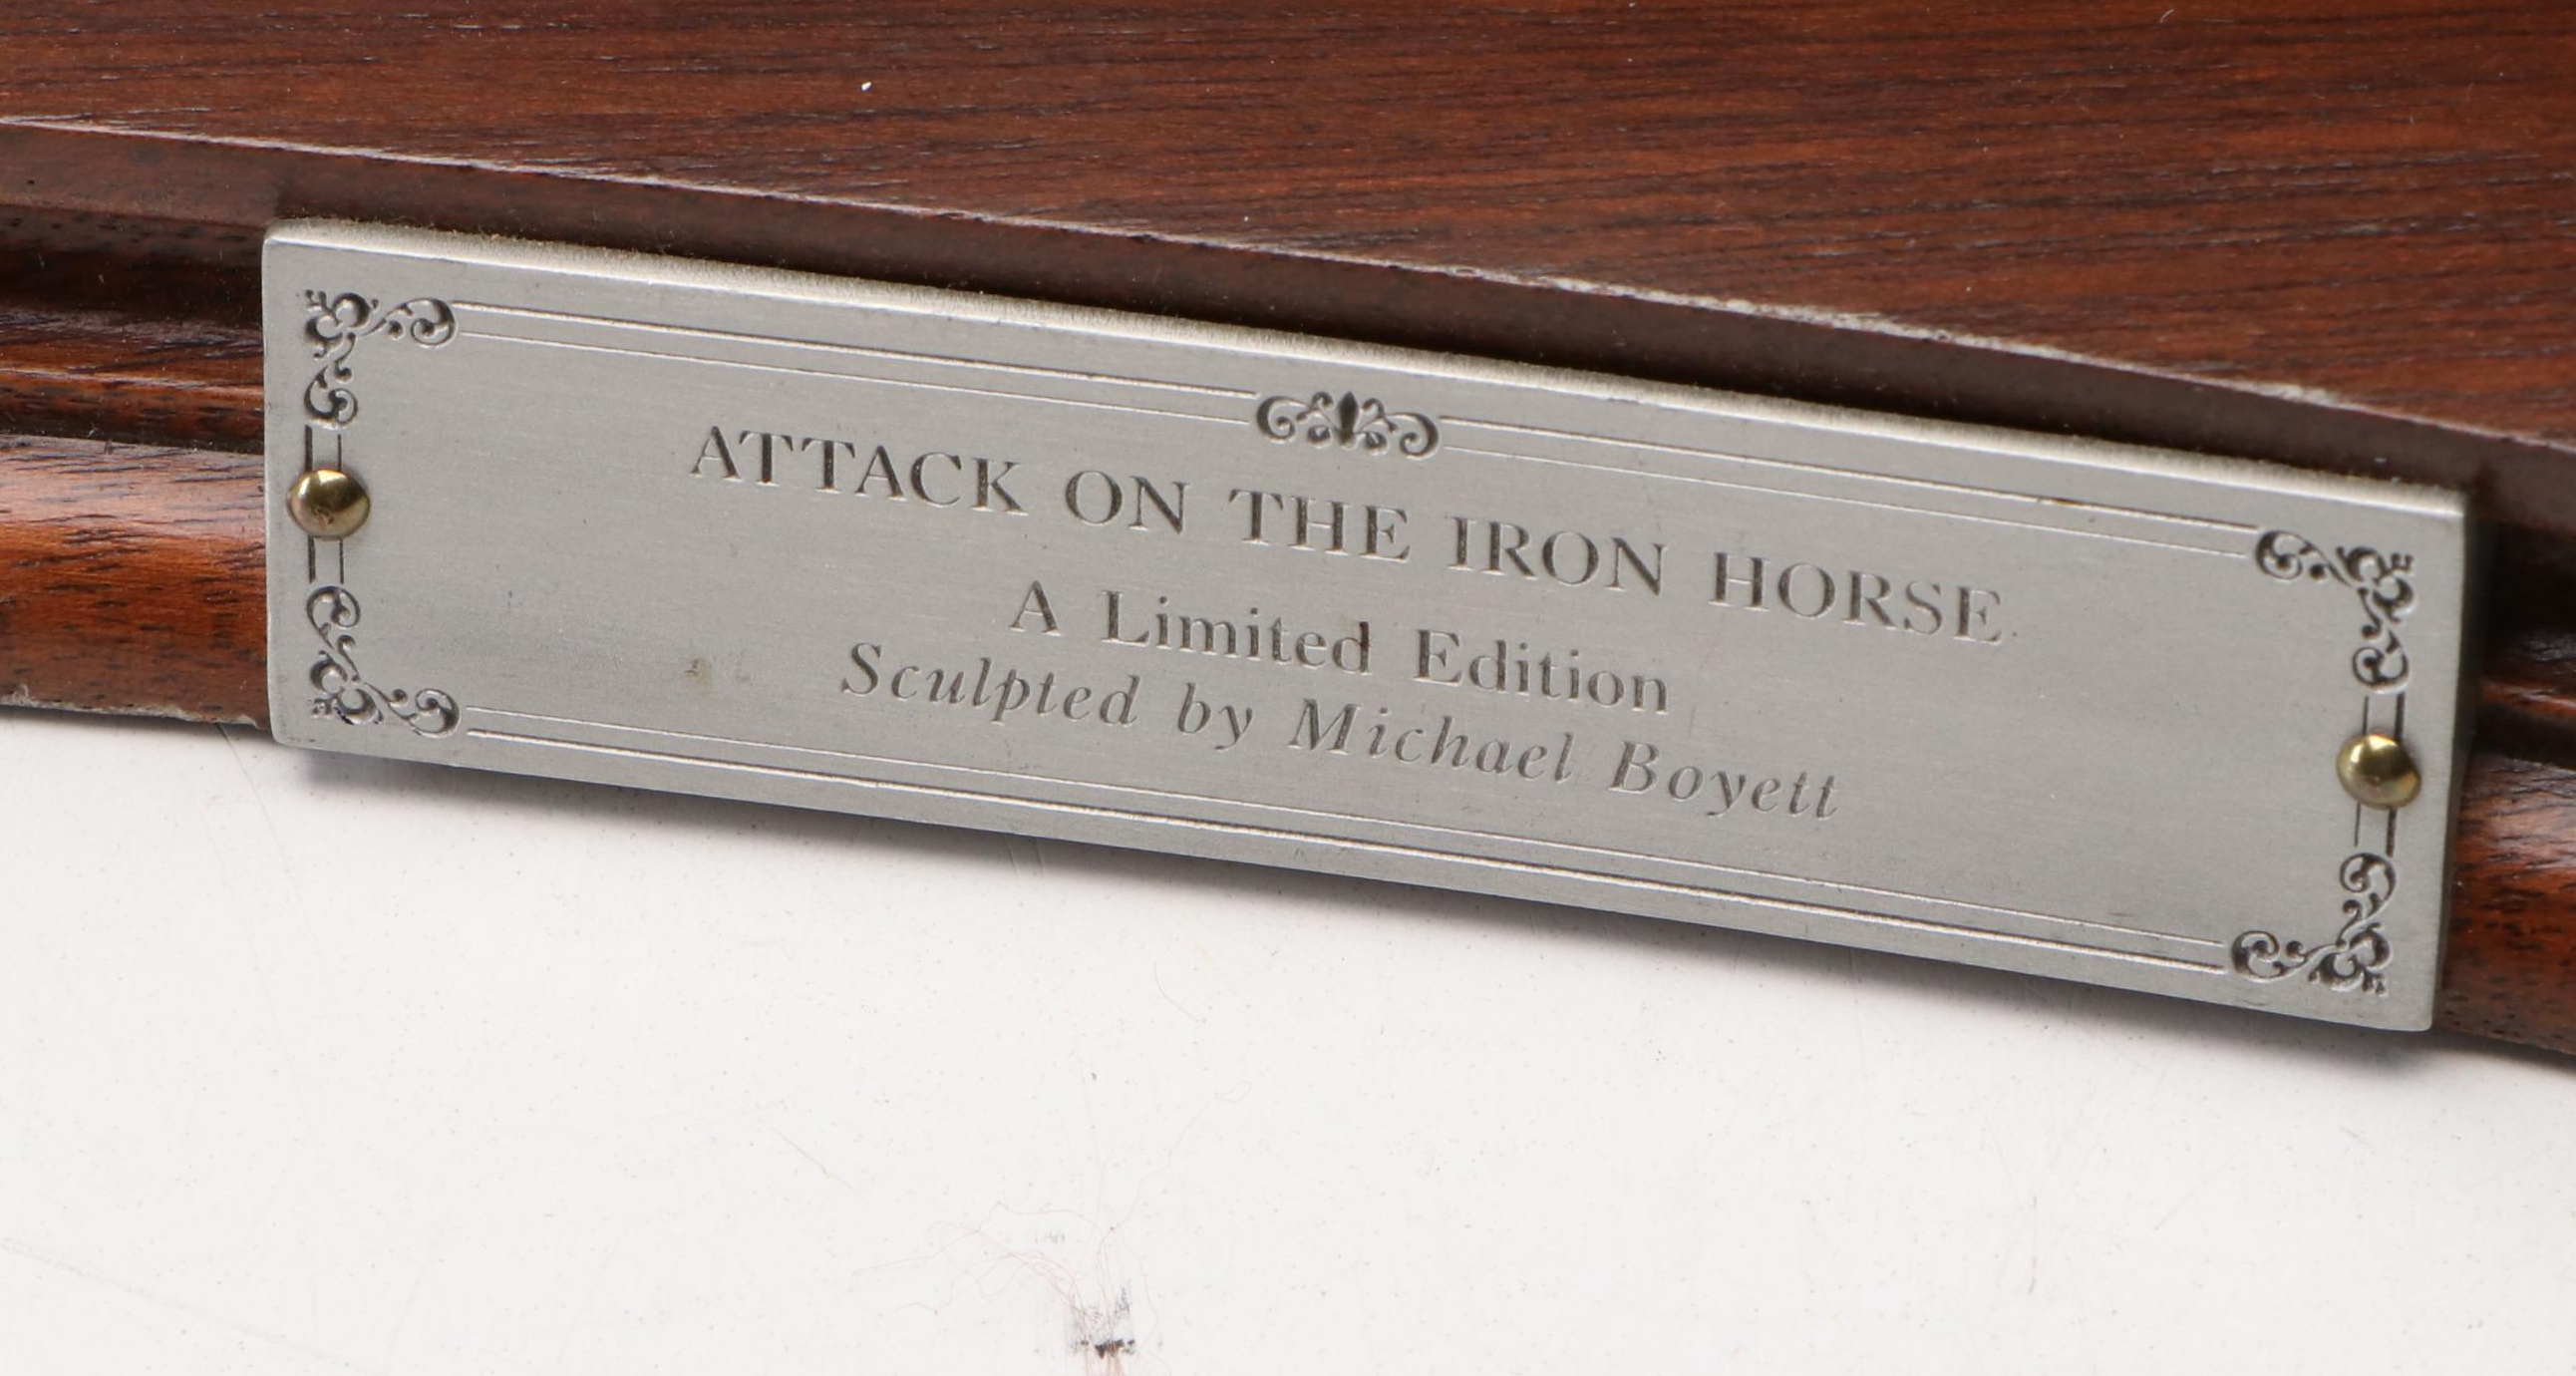 ATTACK ON THE IRON HORSE
A Limited Edition
Sculpted by Michael Boyett